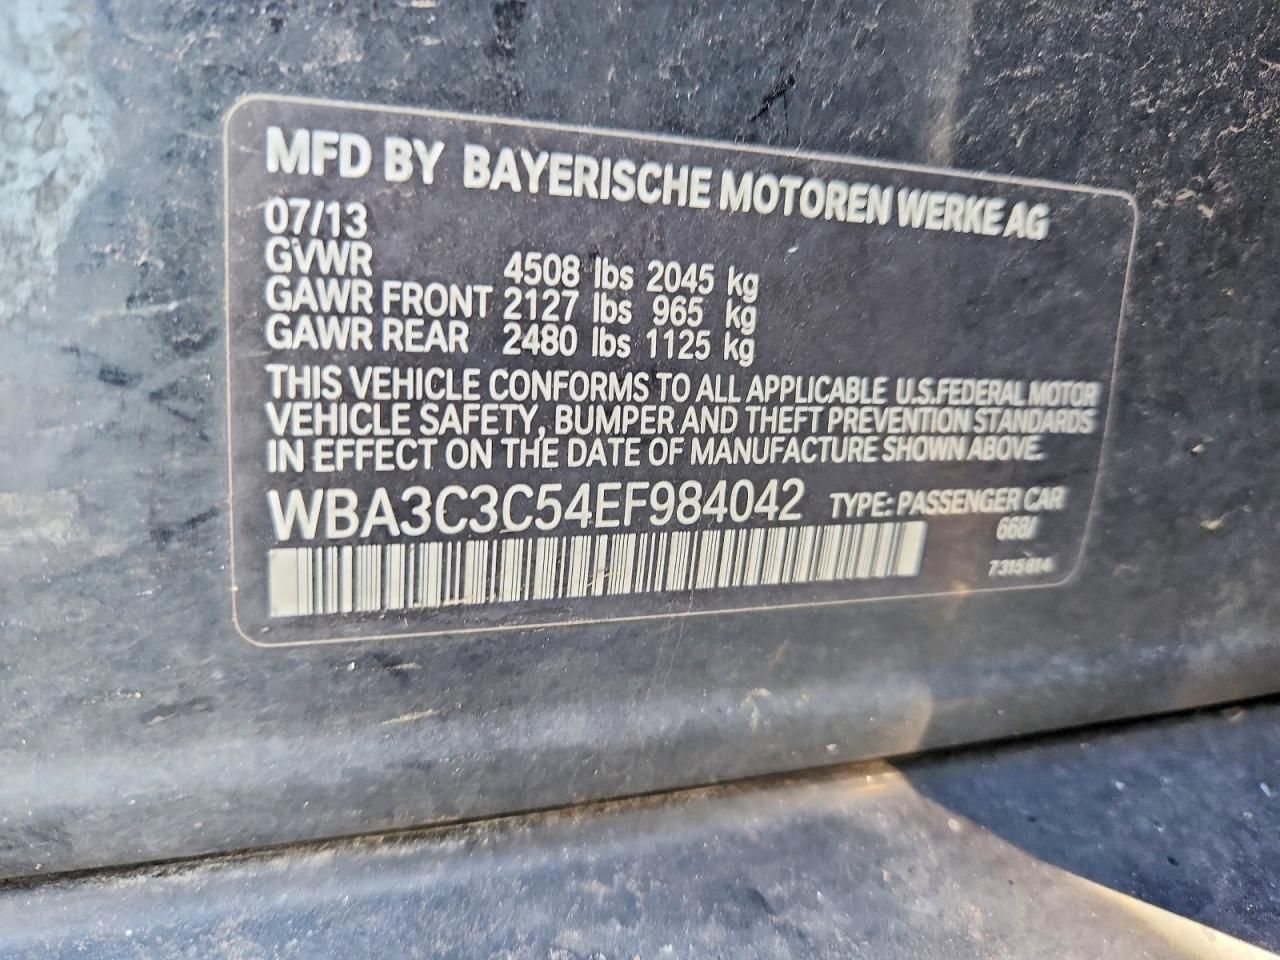 MFD BY BAYERISCHE MOTOREN WERKE AG
07/13
GVWR 4508 lbs 2045 kg
GAWR FRONT 2127 lbs 965 kg
GAWR REAR 2480 lbs 1125 kg
THIS VEHICLE CONFORMS TO ALL APPLICABLE U.S.FEDERAL MOTOR
VEHICLE SAFETY, BUMPER AND THEFT PREVENTION STANDARDS
IN EFFECT ON THE DATE OF MANUFACTURE SHOWN ABOVE.
WBA3C3C54EF984042 TYPE: PASSENGER CAR
7315814